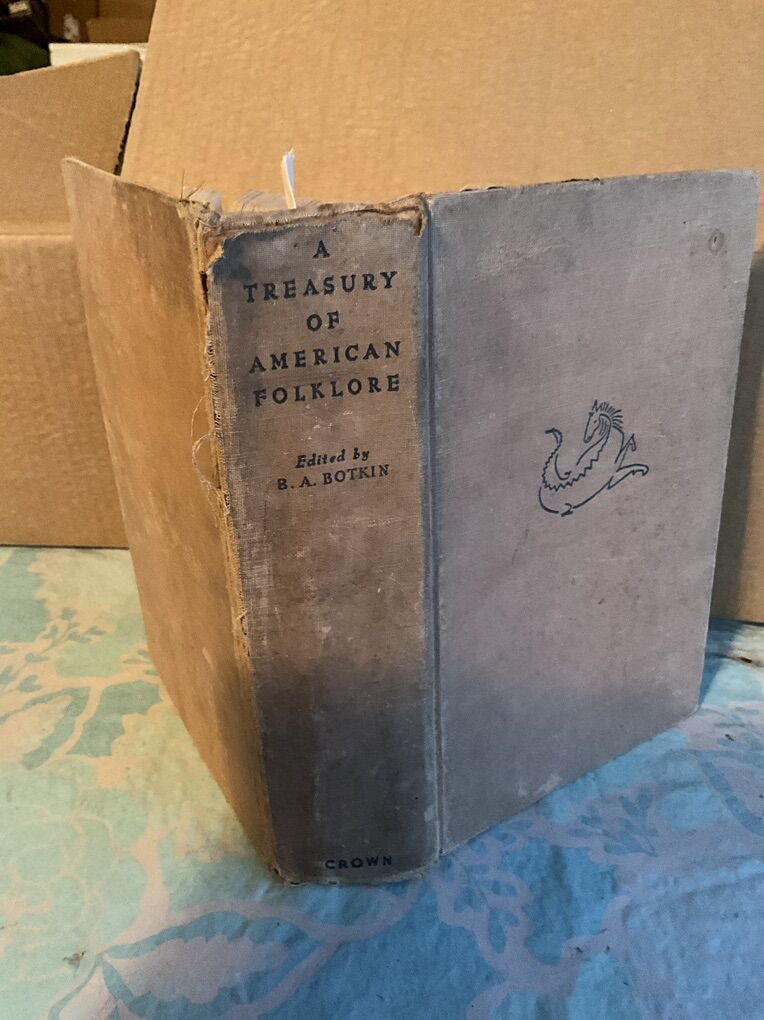 A
TREASURY
OF
AMERICAN
FOLKLORE
Edited by
B. A. BOTKIN
CROWN